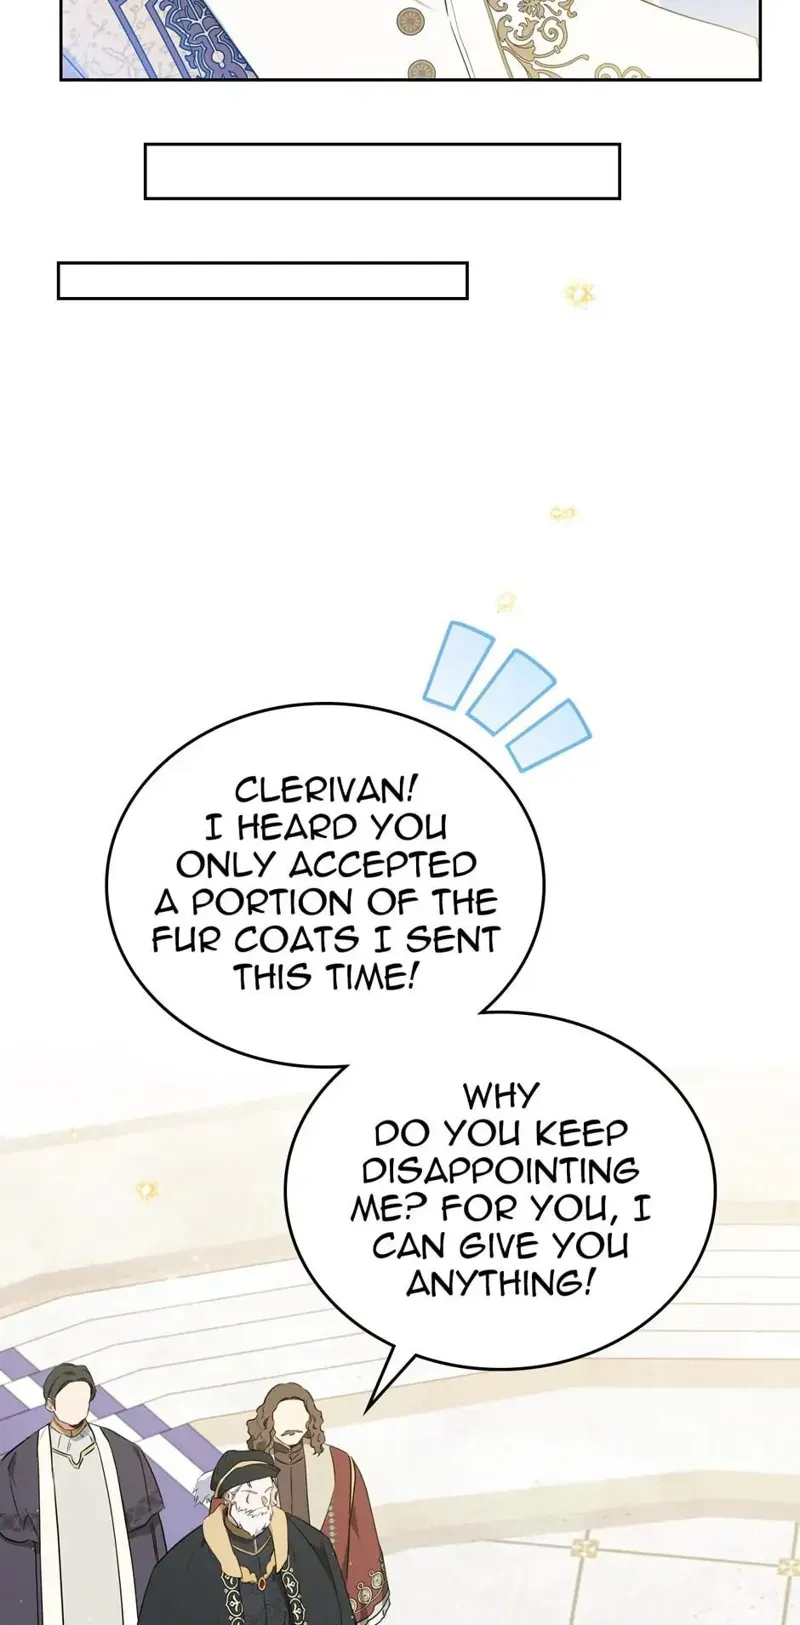 CLERIVAN!
I HEARD YOU
ONLY ACCEPTED
A PORTION OF THE
FUR COATS I SENT
THIS TIME!
WHY
DO YOU KEEP
DISAPPOINTING
ME? FOR YOU, I
CAN GIVE YOU
ANYTHING!